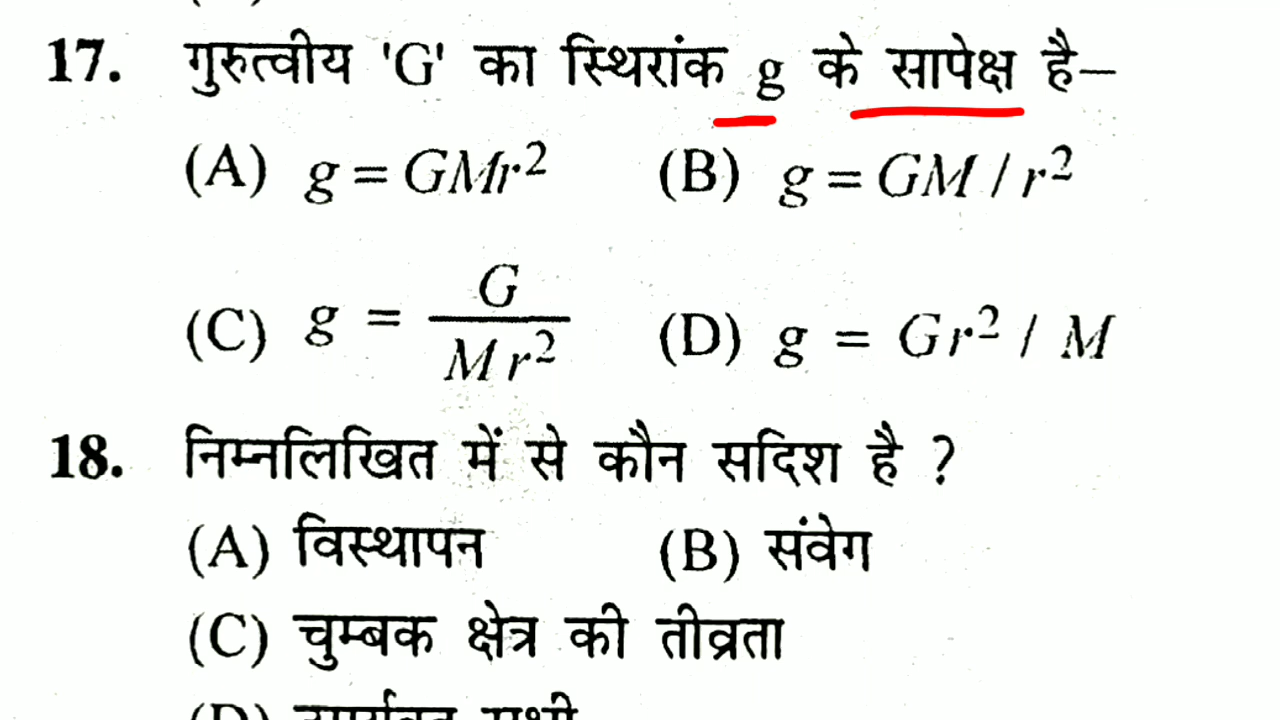 17. गुरुत्वीय 'G' का स्थिरांक g के सापेक्ष है–
(A) g = GMr² (B) g = GM / r²
(C) g = G / Mr² (D) g = Gr² / M
18. निम्नलिखित में से कौन सदिश है ?
(A) विस्थापन (B) संवेग
(C) चुम्बक क्षेत्र की तीव्रता
(D)